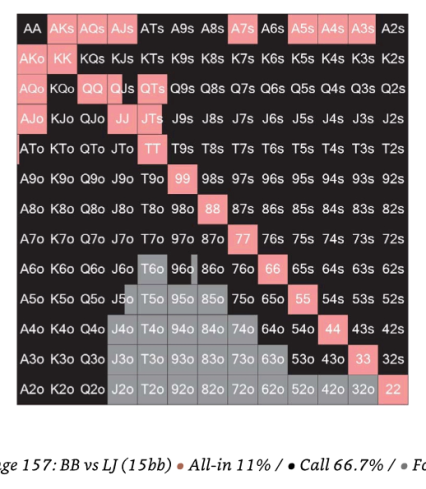 AA AKs AQs AJs ATs A9s A8s A7s A6s A5s A4s A3s A2s
AKo KK KQs KJs KTs K9s K8s K7s K6s K5s K4s K3s K2s
AQo KQo QQ QJs QTs Q9s Q8s Q7s Q6s Q5s Q4s Q3s Q2s
AJo KJo QJo JJ JTs J9s J8s J7s J6s J5s J4s J3s J2s
ATo KTo QTo JTo TT T9s T8s T7s T6s T5s T4s T3s T2s
A9o K9o Q9o J9o T9o 99 98s 97s 96s 95s 94s 93s 92s
A8o K8o Q8o J8o T8o 98o 88 87s 86s 85s 84s 83s 82s
A7o K7o Q7o J7o T7o 97o 87o 77 76s 75s 74s 73s 72s
A6o K6o Q6o J6o T6o 96o 86o 76o 66 65s 64s 63s 62s
A5o K5o Q5o J5o T5o 95o 85o 75o 65o 55 54s 53s 52s
A4o K4o Q4o J4o T4o 94o 84o 74o 64o 54o 44 43s 42s
A3o K3o Q3o J3o T3o 93o 83o 73o 63o 53o 43o 33 32s
A2o K2o Q2o J2o T2o 92o 82o 72o 62o 52o 42o 32o 22
ge 157: BB vs LJ (15bb) • All-in 11% / • Call 66.7% / • Fo